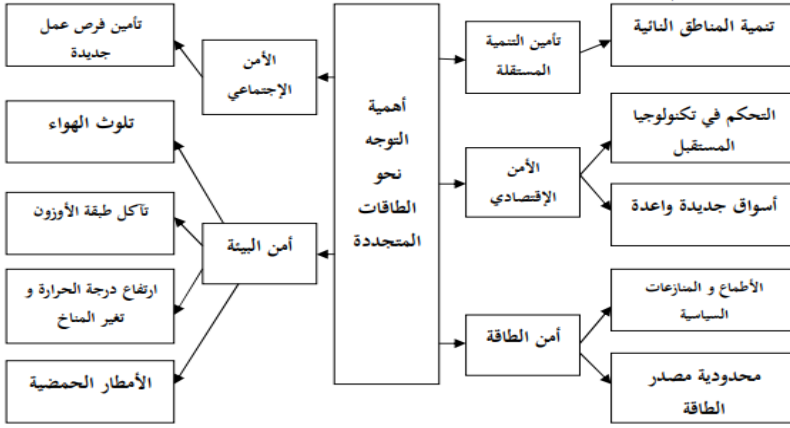 تنمية المناطق النائية
تأمين التنمية
المستقلة
التحكم في تكنولوجيا
المستقبل
الأمن
الإقتصادي
أسواق جديدة واعدة
الأطماع و المنازعات
السياسية
أمن الطاقة
محدودية مصدر
الطاقة
أهمية
التوجه
نحو
الطاقات
المتجددة
الأمن
الإجتماعي
تأمين فرص عمل
جديدة
تلوث الهواء
تآكل طبقة الأوزون
أمن البيئة
ارتفاع درجة الحرارة و
تغير المناخ
الأمطار الحمضية